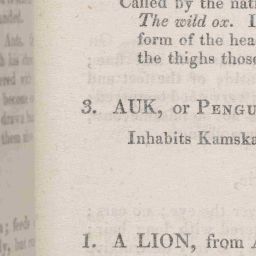 Called by the nati
The wild ox. I
form of the hea
the thighs those
3. AUK, or PENGU
Inhabits Kamska
1. A LION, from A